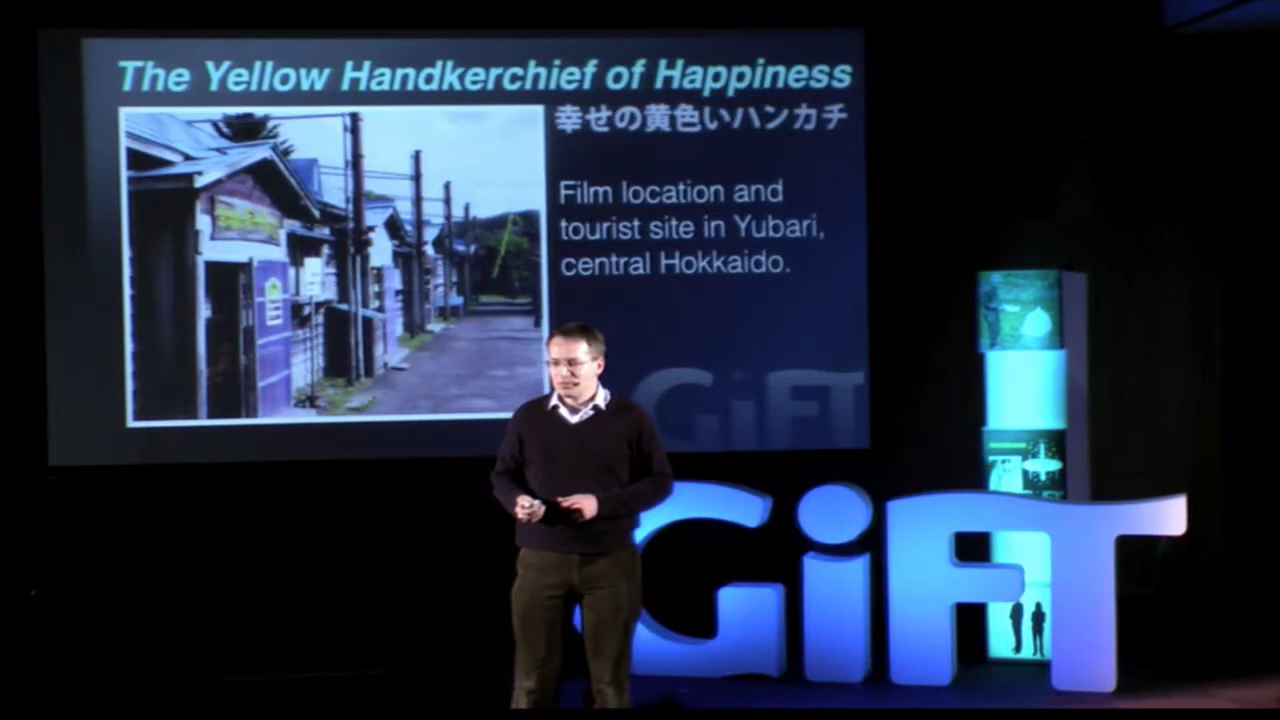 The Yellow Handkerchief of Happiness
幸せの黄色いハンカチ
Film location and
tourist site in Yubari,
central Hokkaido.
GiFT
GiFT